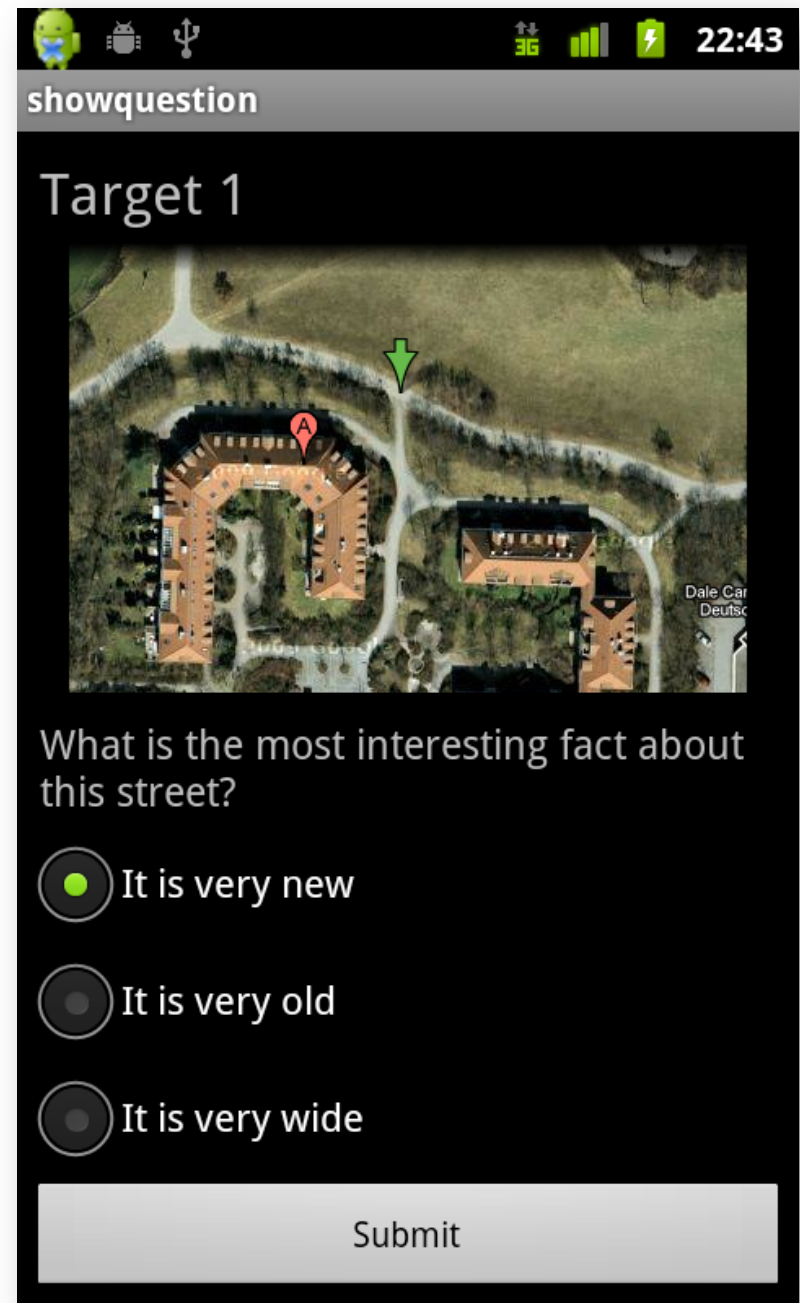 3G
22:43
showquestion
Target 1
A
Dale Car
Deutsc
What is the most interesting fact about
this street?
It is very new
It is very old
It is very wide
Submit